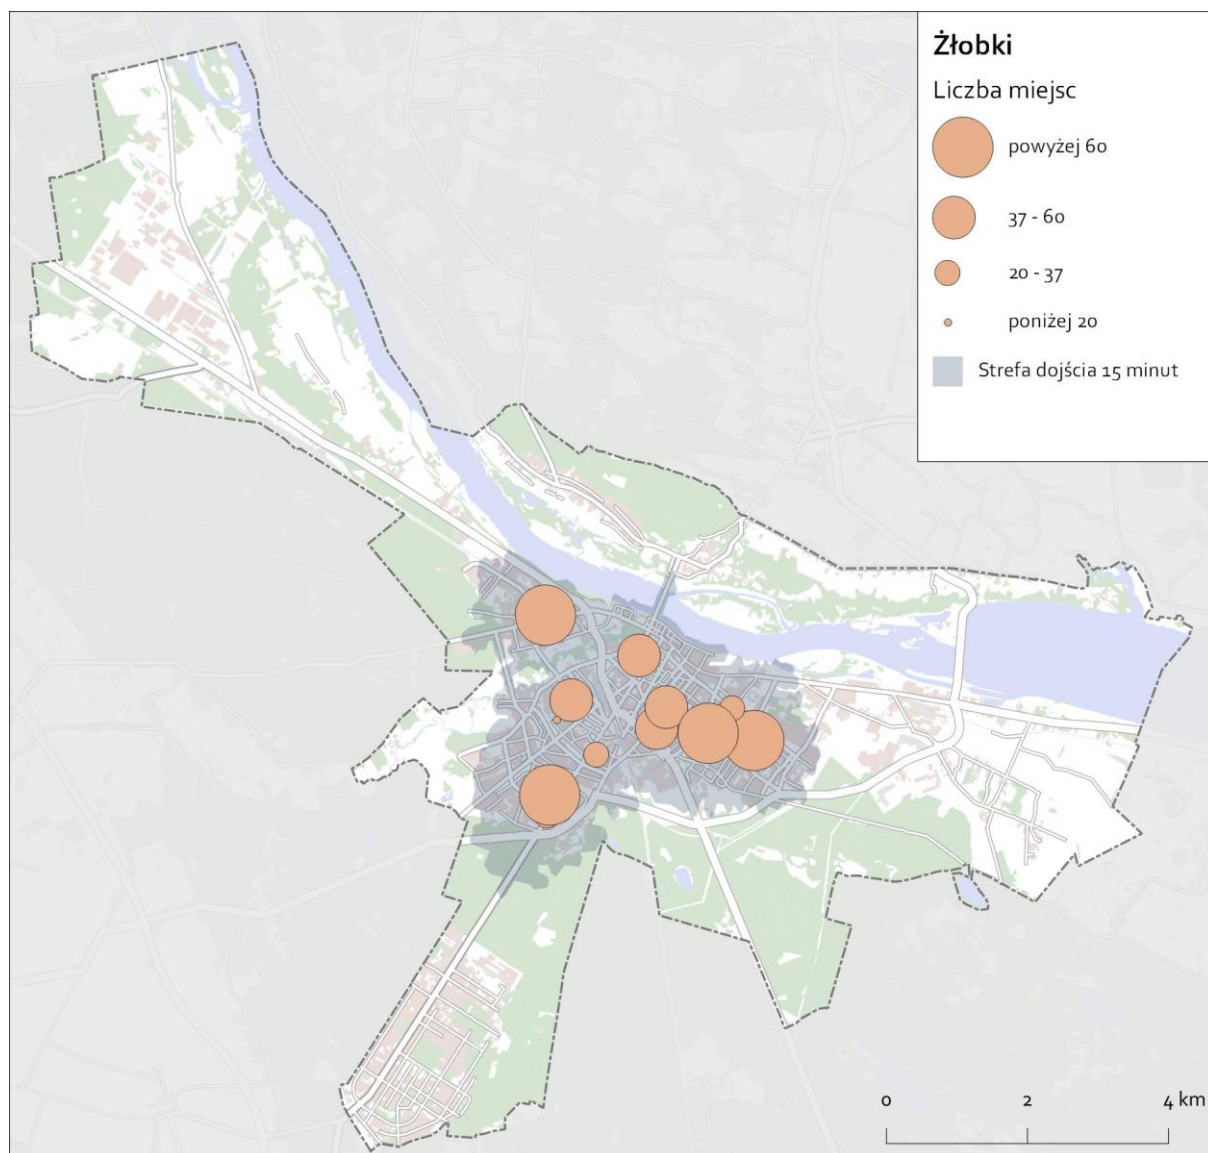 Żłobki
Liczba miejsc
powyżej 60
37 - 60
20 - 37
poniżej 20
Strefa dojścia 15 minut
0 2 4 km